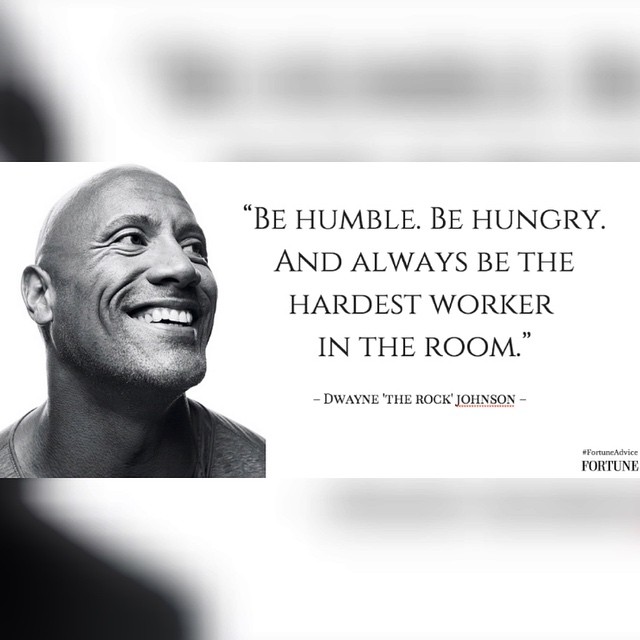 “Be humble. Be hungry.
And always be the
hardest worker
in the room.”
– Dwayne 'the rock' Johnson –
#FortuneAdvice
FORTUNE